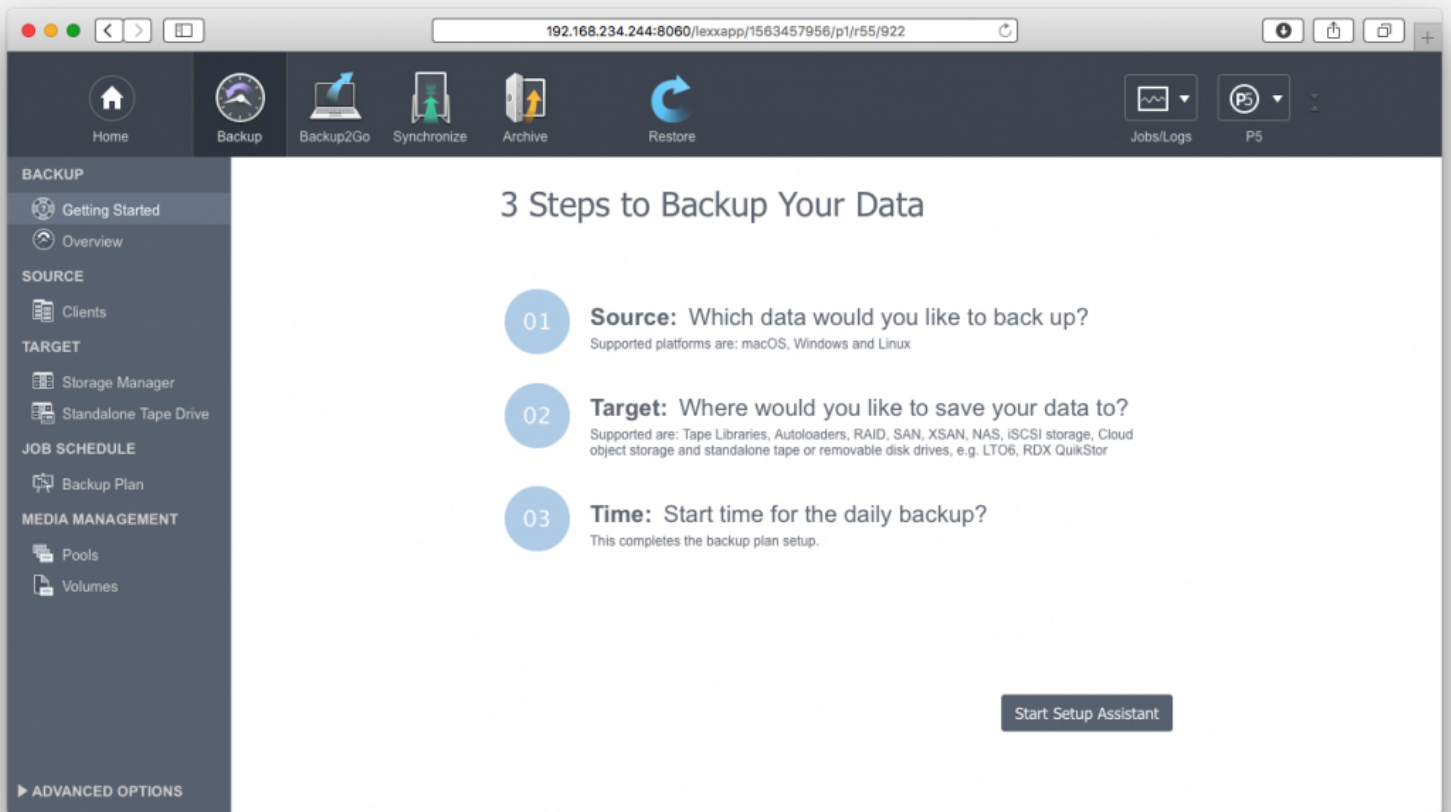 192.168.234.244:8060/lexxapp/1563457956/p1/r55/922
Home
Backup
Backup2Go
Synchronize
Archive
Restore
Jobs/Logs
P5
P5
BACKUP
Getting Started
Overview
SOURCE
Clients
TARGET
Storage Manager
Standalone Tape Drive
JOB SCHEDULE
Backup Plan
MEDIA MANAGEMENT
Pools
Volumes
ADVANCED OPTIONS
3 Steps to Backup Your Data
01
Source: Which data would you like to back up?
Supported platforms are: macOS, Windows and Linux
02
Target: Where would you like to save your data to?
Supported are: Tape Libraries, Autoloaders, RAID, SAN, XSAN, NAS, iSCSI storage, Cloud
object storage and standalone tape or removable disk drives, e.g. LTO6, RDX QuikStor
03
Time: Start time for the daily backup?
This completes the backup plan setup.
Start Setup Assistant